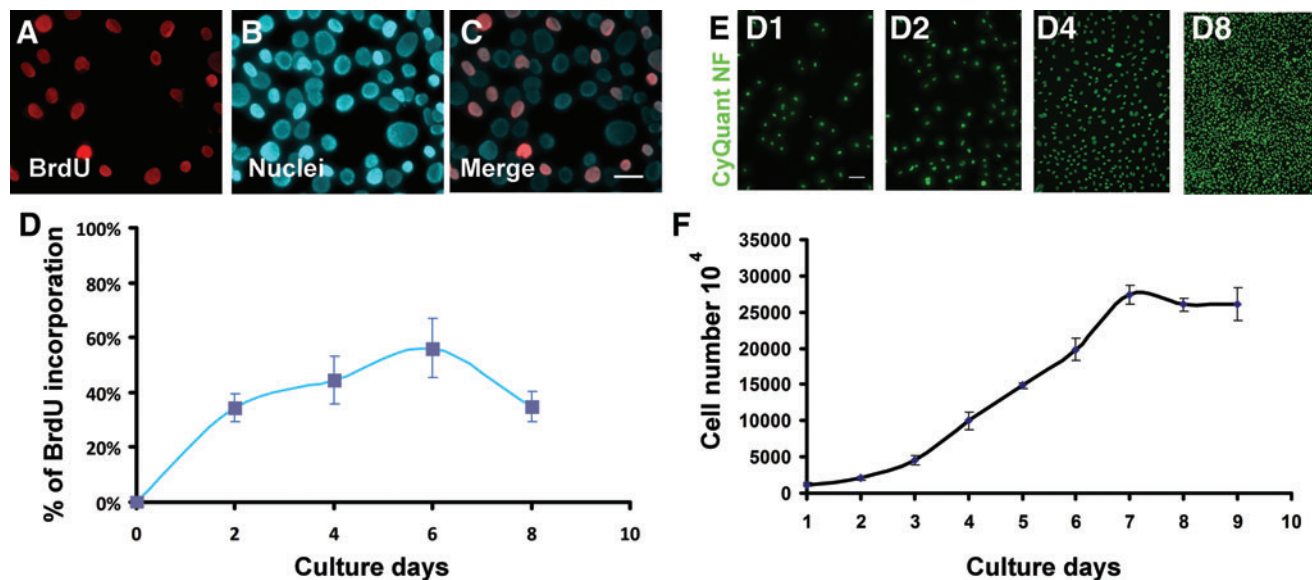 A
BrdU
B
Nuclei
C
Merge
E
CyQuant NF
D1
D2
D4
D8
D
% of BrdU incorporation
100%
80%
60%
40%
20%
0%
0 2 4 6 8 10
Culture days
F
Cell number 10^4
35000
30000
25000
20000
15000
10000
5000
0
1 2 3 4 5 6 7 8 9 10
Culture days